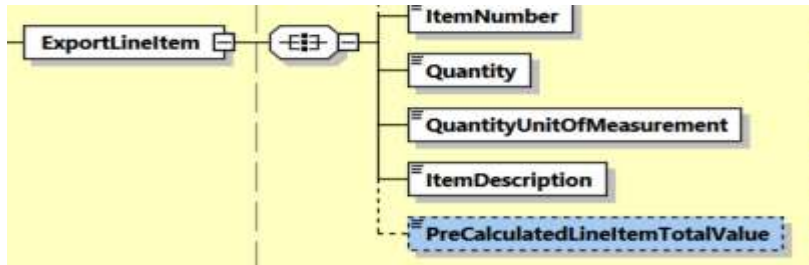 ItemNumber
ExportLineItem
Quantity
QuantityUnitOfMeasurement
ItemDescription
PreCalculatedLineItemTotalValue